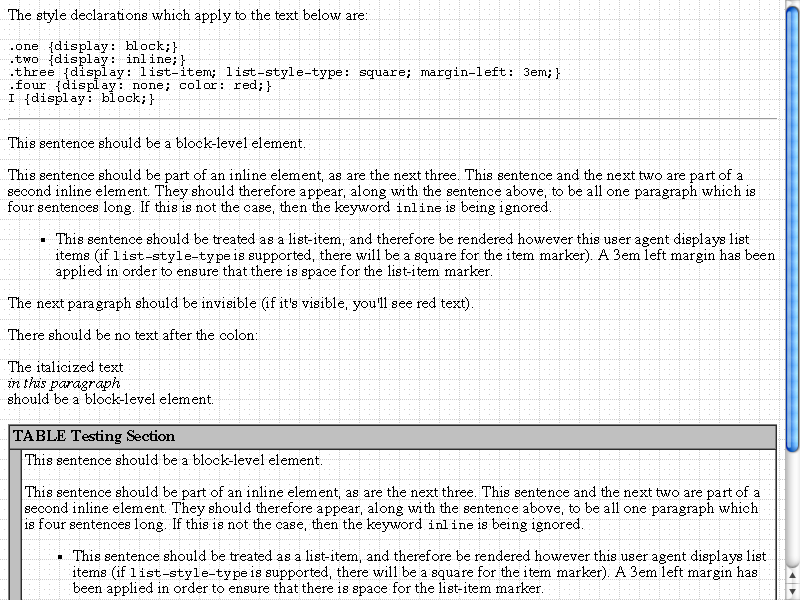 The style declarations which apply to the text below are:
.one {display: block;}
.two {display: inline;}
.three {display: list-item; list-style-type: square; margin-left: 3em;}
.four {display: none; color: red;}
I {display: block;}
This sentence should be a block-level element.
This sentence should be part of an inline element, as are the next three. This sentence and the next two are part of a
second inline element. They should therefore appear, along with the sentence above, to be all one paragraph which is
four sentences long. If this is not the case, then the keyword inline is being ignored.
This sentence should be treated as a list-item, and therefore be rendered however this user agent displays list
items (if list-style-type is supported, there will be a square for the item marker). A 3em left margin has been
applied in order to ensure that there is space for the list-item marker.
The next paragraph should be invisible (if it's visible, you'll see red text).
There should be no text after the colon:
The italicized text
in this paragraph
should be a block-level element.
TABLE Testing Section
This sentence should be a block-level element.
This sentence should be part of an inline element, as are the next three. This sentence and the next two are part of a
second inline element. They should therefore appear, along with the sentence above, to be all one paragraph which
is four sentences long. If this is not the case, then the keyword inline is being ignored.
This sentence should be treated as a list-item, and therefore be rendered however this user agent displays list
items (if list-style-type is supported, there will be a square for the item marker). A 3em left margin has
been applied in order to ensure that there is space for the list-item marker.